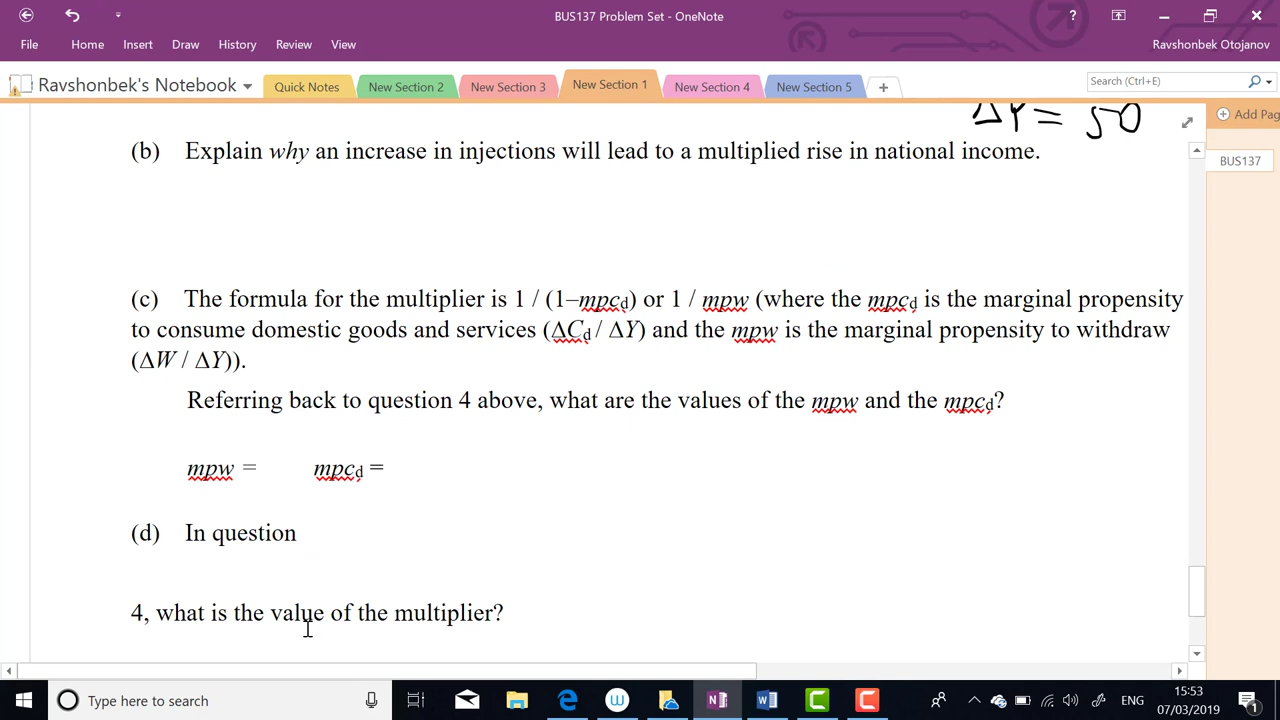 BUS137 Problem Set - OneNote
?
File Home Insert Draw History Review View
Ravshonbek Otojanov
Ravshonbek's Notebook Quick Notes New Section 2 New Section 3 New Section 1 New Section 4 New Section 5 +
Search (Ctrl+E)
ΔY = 50
Add Pag
BUS137
(b) Explain why an increase in injections will lead to a multiplied rise in national income.
(c) The formula for the multiplier is 1 / (1–mpcd) or 1 / mpw (where the mpcd is the marginal propensity
to consume domestic goods and services (ΔCd / ΔY) and the mpw is the marginal propensity to withdraw
(ΔW / ΔY)).
Referring back to question 4 above, what are the values of the mpw and the mpcd?
mpw = mpcd =
(d) In question
4, what is the value of the multiplier?
Type here to search
ENG
15:53
07/03/2019
1